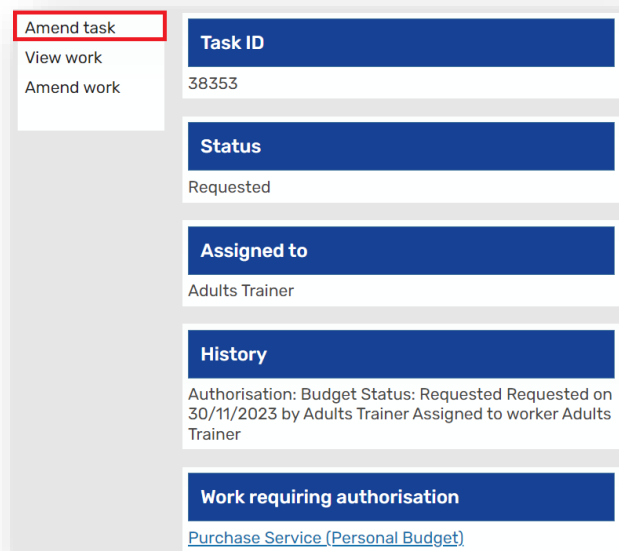 Amend task
View work
Amend work
Task ID
38353
Status
Requested
Assigned to
Adults Trainer
History
Authorisation: Budget Status: Requested Requested on
30/11/2023 by Adults Trainer Assigned to worker Adults
Trainer
Work requiring authorisation
Purchase Service (Personal Budget)